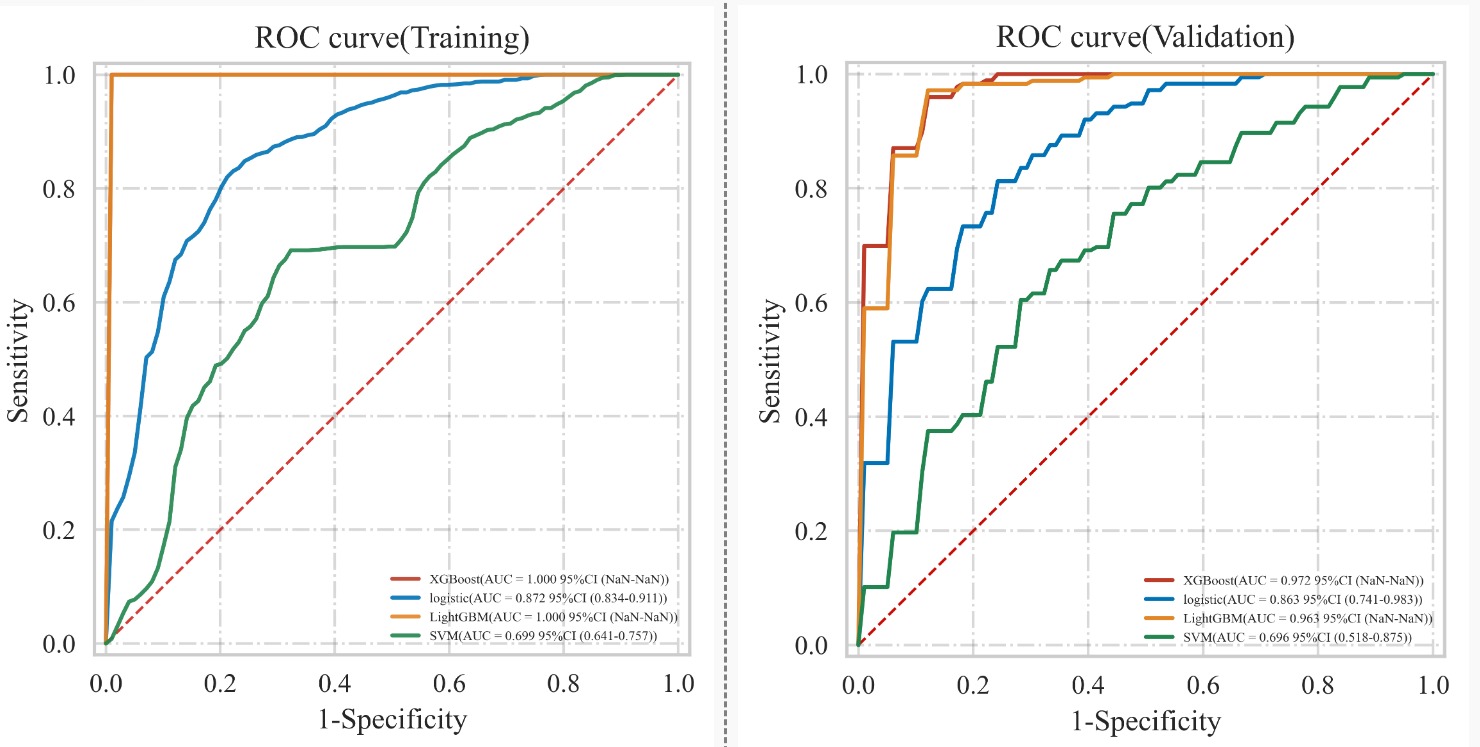 ROC curve(Training)
Sensitivity
1.0
0.8
0.6
0.4
0.2
0.0
XGBoost(AUC = 1.000 95%CI (NaN-NaN))
logistic(AUC = 0.872 95%CI (0.834-0.911))
LightGBM(AUC = 1.000 95%CI (NaN-NaN))
SVM(AUC = 0.699 95%CI (0.641-0.757))
0.0 0.2 0.4 0.6 0.8 1.0
1-Specificity
ROC curve(Validation)
Sensitivity
1.0
0.8
0.6
0.4
0.2
0.0
XGBoost(AUC = 0.972 95%CI (NaN-NaN))
logistic(AUC = 0.863 95%CI (0.741-0.983))
LightGBM(AUC = 0.963 95%CI (NaN-NaN))
SVM(AUC = 0.696 95%CI (0.518-0.875))
0.0 0.2 0.4 0.6 0.8 1.0
1-Specificity